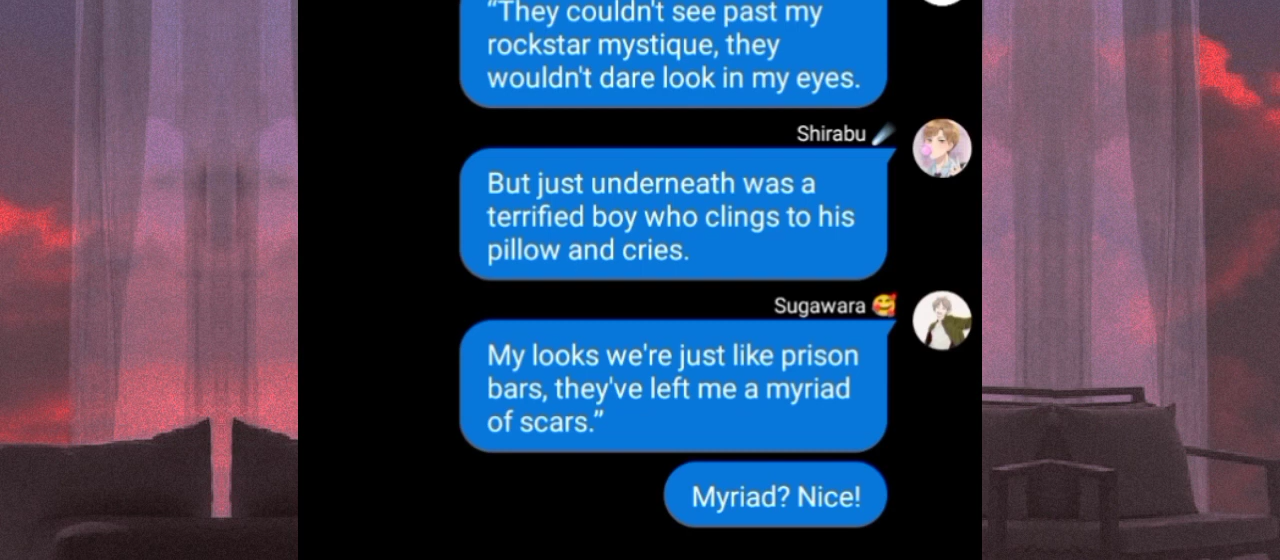 “They couldn't see past my
rockstar mystique, they
wouldn't dare look in my eyes.
Shirabu ☄️
But just underneath was a
terrified boy who clings to his
pillow and cries.
Sugawara 🥰
My looks we're just like prison
bars, they've left me a myriad
of scars.”
Myriad? Nice!